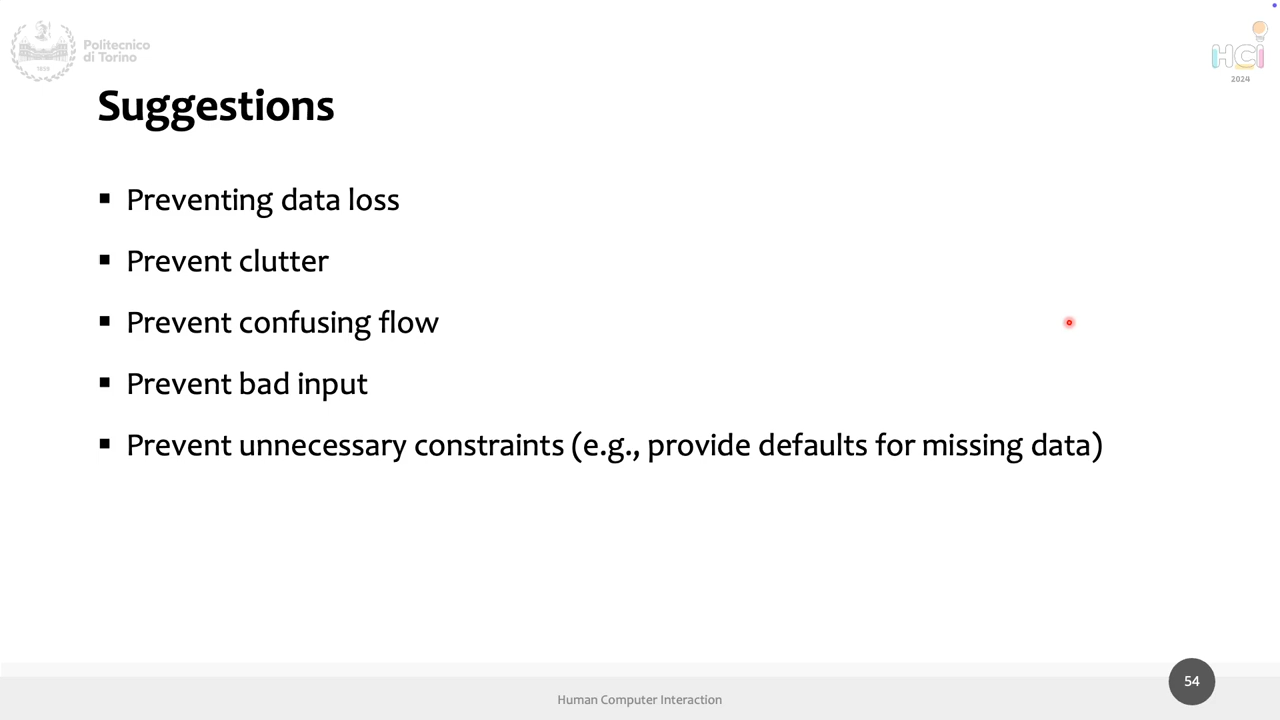 Politecnico
di Torino
1859
HCI
2024
Suggestions
▪ Preventing data loss
▪ Prevent clutter
▪ Prevent confusing flow
▪ Prevent bad input
▪ Prevent unnecessary constraints (e.g., provide defaults for missing data)
54
Human Computer Interaction